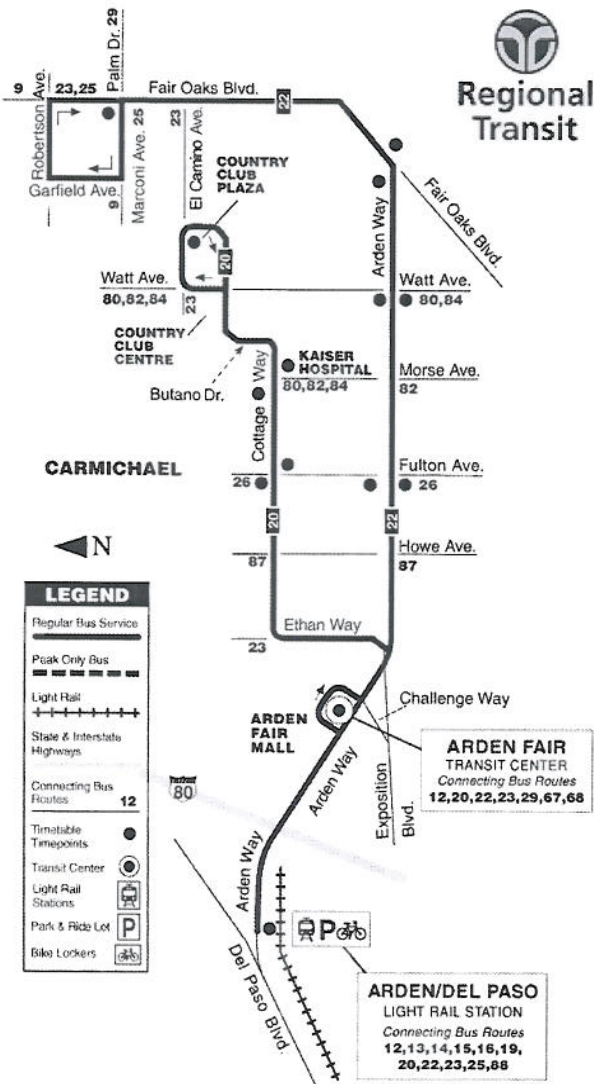 Regional
Transit
9
Robertson Ave.
23,25
Palm Dr. 29
Fair Oaks Blvd.
22
Garfield Ave.
9
Marconi Ave. 25
23
El Camino Ave.
COUNTRY
CLUB
PLAZA
20
Arden Way
Fair Oaks Blvd.
Watt Ave.
80,82,84
23
Watt Ave.
80,84
COUNTRY
CLUB
CENTRE
Butano Dr.
Cottage Way
KAISER
HOSPITAL
80,82,84
Morse Ave.
82
CARMICHAEL
26
Fulton Ave.
26
20
22
N
87
Howe Ave.
87
Ethan Way
23
LEGEND
Regular Bus Service
Peak Only Bus
Light Rail
State & Interstate
Highways
Connecting Bus
Routes 12
Timetable
Timepoints
Transit Center
Light Rail
Stations
Park & Ride Lot P
Bike Lockers
Challenge Way
ARDEN
FAIR
MALL
80
Arden Way
Exposition
Blvd.
ARDEN FAIR
TRANSIT CENTER
Connecting Bus Routes
12,20,22,23,29,67,68
Arden Way
P
Del Paso Blvd.
ARDEN/DEL PASO
LIGHT RAIL STATION
Connecting Bus Routes
12,13,14,15,16,19,
20,22,23,25,88